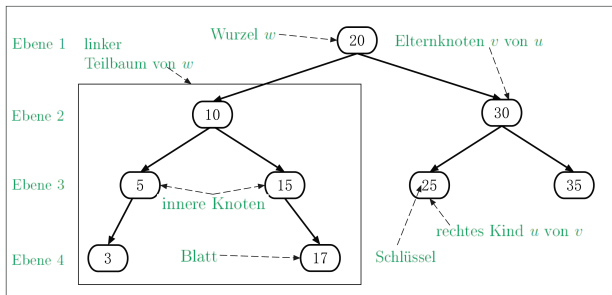 Wurzel w
20
Elternknoten v von u
Ebene 1
linker
Teilbaum von w
Ebene 2
10
30
Ebene 3
5
15
25
35
innere Knoten
rechtes Kind u von v
Ebene 4
3
Blatt
17
Schlüssel